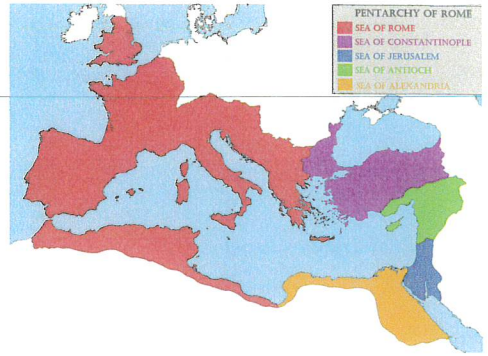 PENTARCHY OF ROME
SEA OF ROME
SEA OF CONSTANTINOPLE
SEA OF JERUSALEM
SEA OF ANTIOCH
SEA OF ALEXANDRIA